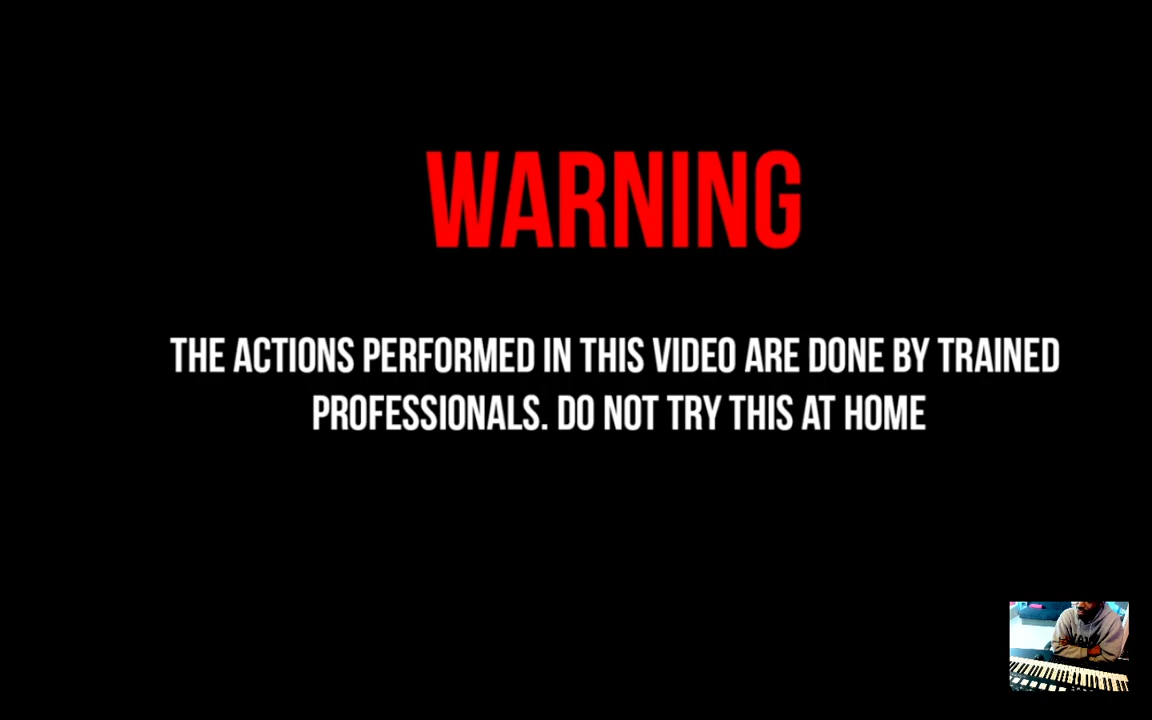 WARNING
THE ACTIONS PERFORMED IN THIS VIDEO ARE DONE BY TRAINED
PROFESSIONALS. DO NOT TRY THIS AT HOME